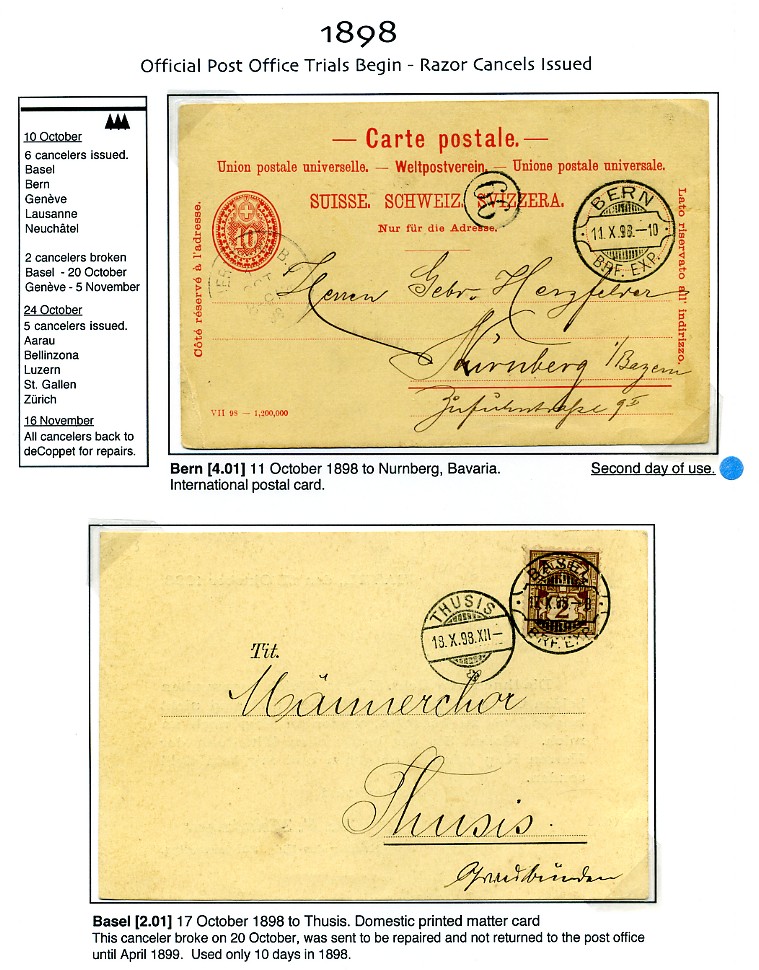 1898
Official Post Office Trials Begin - Razor Cancels Issued
10 October
6 cancelers issued.
Basel
Bern
Genève
Lausanne
Neuchâtel
2 cancelers broken
Basel - 20 October
Genève - 5 November
24 October
5 cancelers issued.
Aarau
Bellinzona
Luzern
St. Gallen
Zürich
16 November
All cancelers back to
deCoppet for repairs.
— Carte postale. —
Union postale universelle. — Weltpostverein. — Unione postale universale.
SUISSE. SCHWEIZ. SVIZZERA.
Nur für die Adresse.
Côté réservé à l'adresse.
Lato riservato all' indirizzo.
10
BERN
11.X.98.—10
BRF. EXP.
Herren Gebr. Herzfelder
Nürnberg i/Bayern
VII 98 — 1,200,000
Bern [4.01] 11 October 1898 to Nurnberg, Bavaria.
International postal card.
Second day of use.
BASEL
2
BRF. EXP.
THUSIS
18.X.98.XII—
Tit.
Männerchor
Thusis.
Graubünden
Basel [2.01] 17 October 1898 to Thusis. Domestic printed matter card
This canceler broke on 20 October, was sent to be repaired and not returned to the post office
until April 1899. Used only 10 days in 1898.